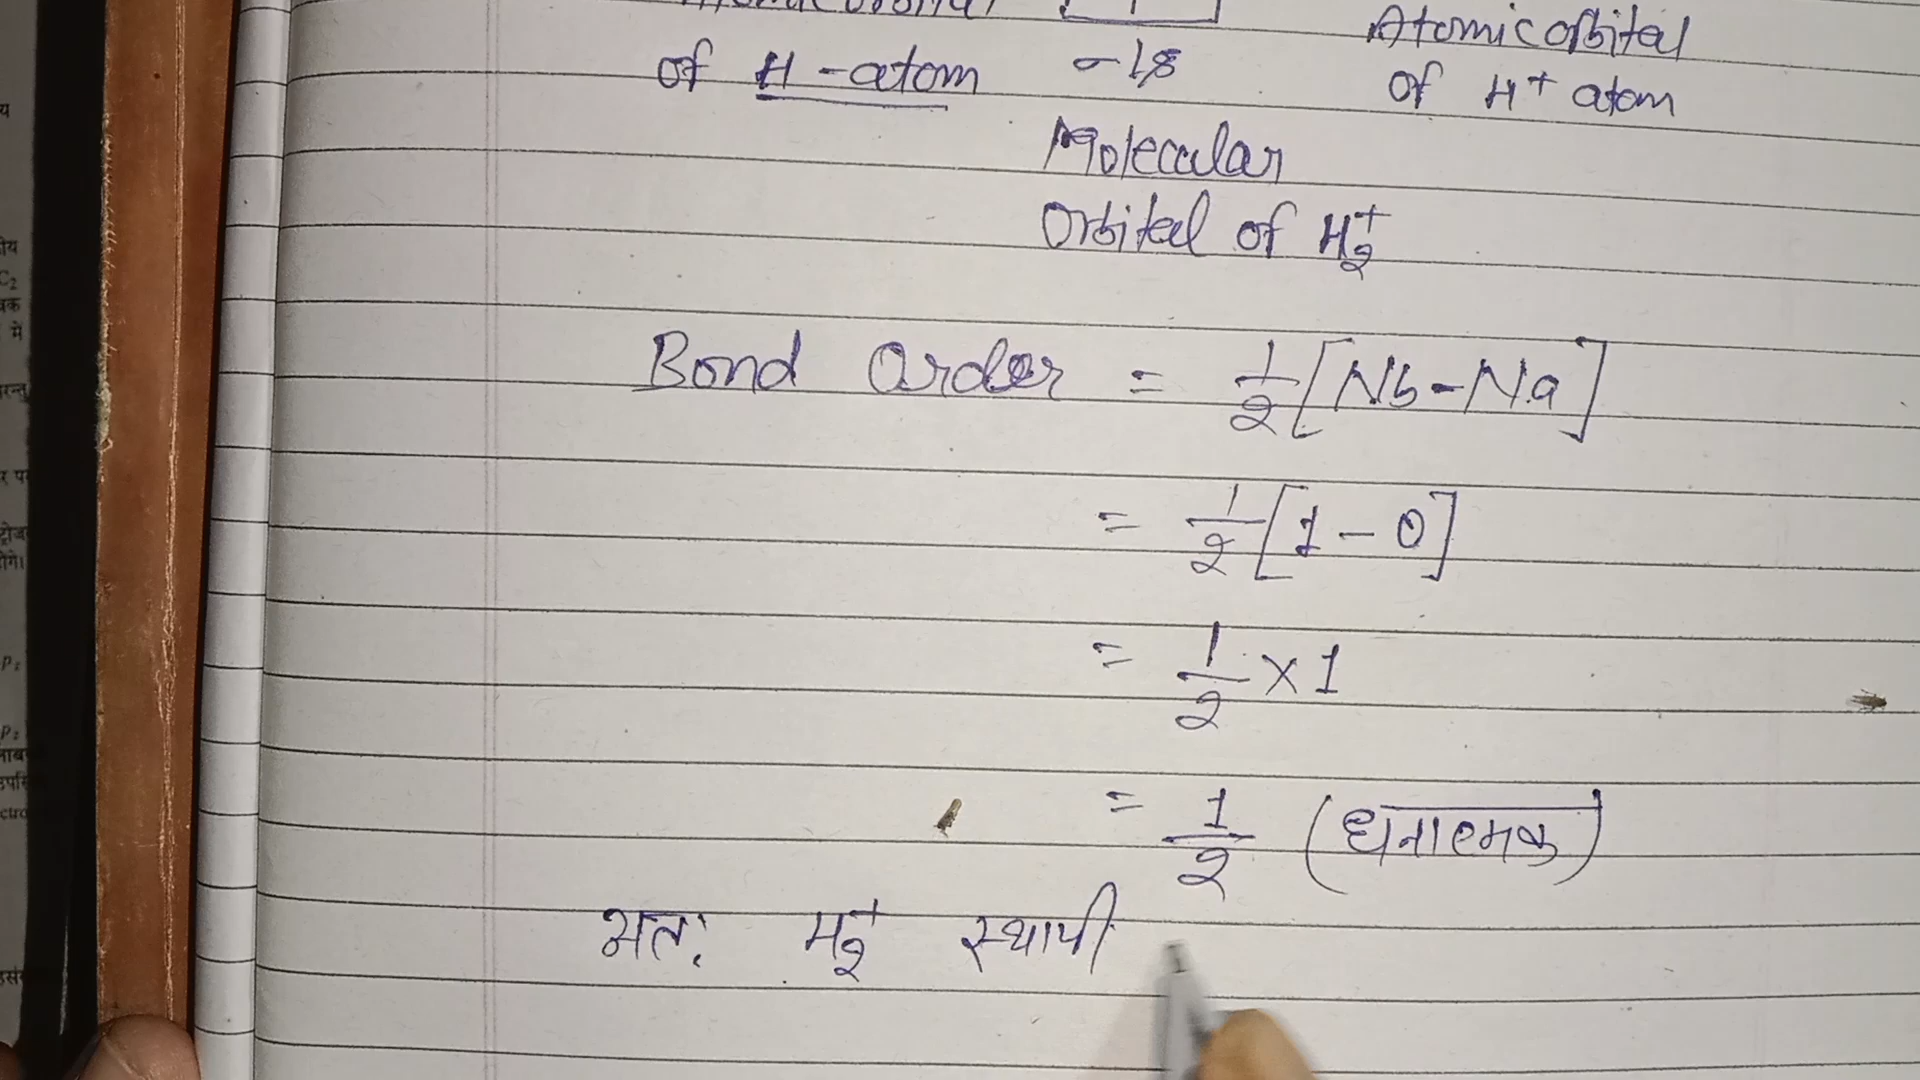 of H-atom σ-1s
Atomic orbital
of H⁺ atom
Molecular
Orbital of H₂⁺
Bond Order = 1/2 [Nb-Na]
= 1/2 [1-0]
= 1/2 × 1
= 1/2 (धनात्मक)
अतः H₂⁺ स्थायी